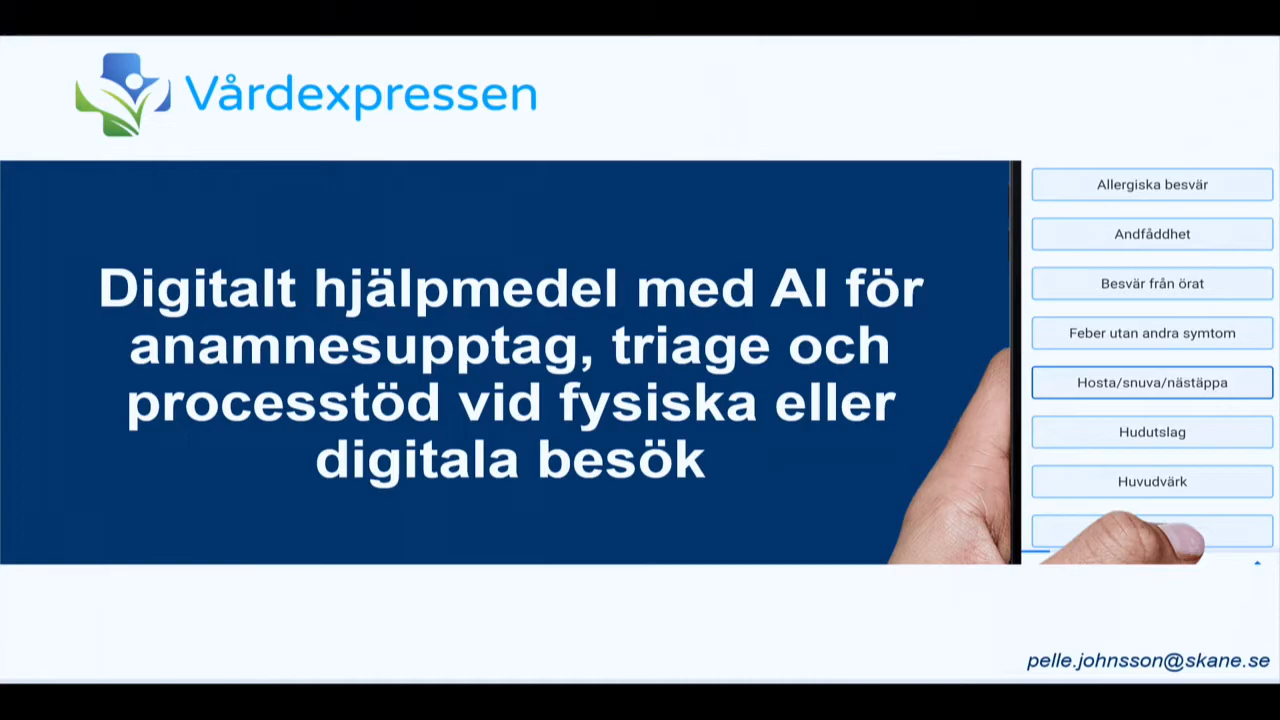 Vårdexpressen
Digitalt hjälpmedel med AI för
anamnesupptag, triage och
processtöd vid fysiska eller
digitala besök
Allergiska besvär
Andfåddhet
Besvär från örat
Feber utan andra symtom
Hosta/snuva/nästäppa
Hudutslag
Huvudvärk
pelle.johnsson@skane.se